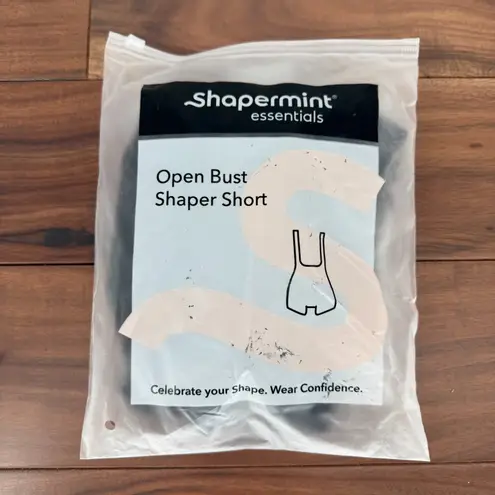 Shapermint®
essentials
Open Bust
Shaper Short
Celebrate your Shape. Wear Confidence.